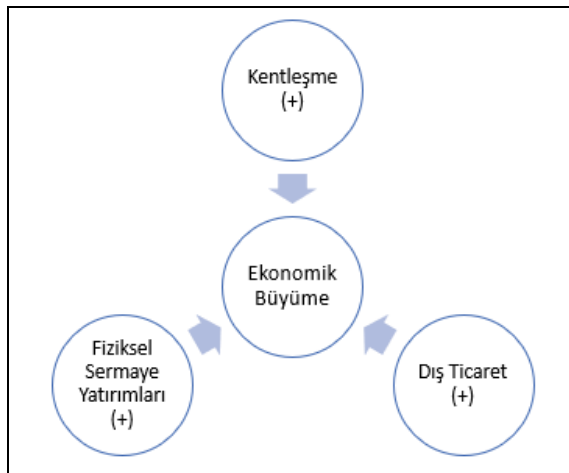 Kentleşme
(+)
Ekonomik
Büyüme
Fiziksel
Sermaye
Yatırımları
(+)
Dış Ticaret
(+)